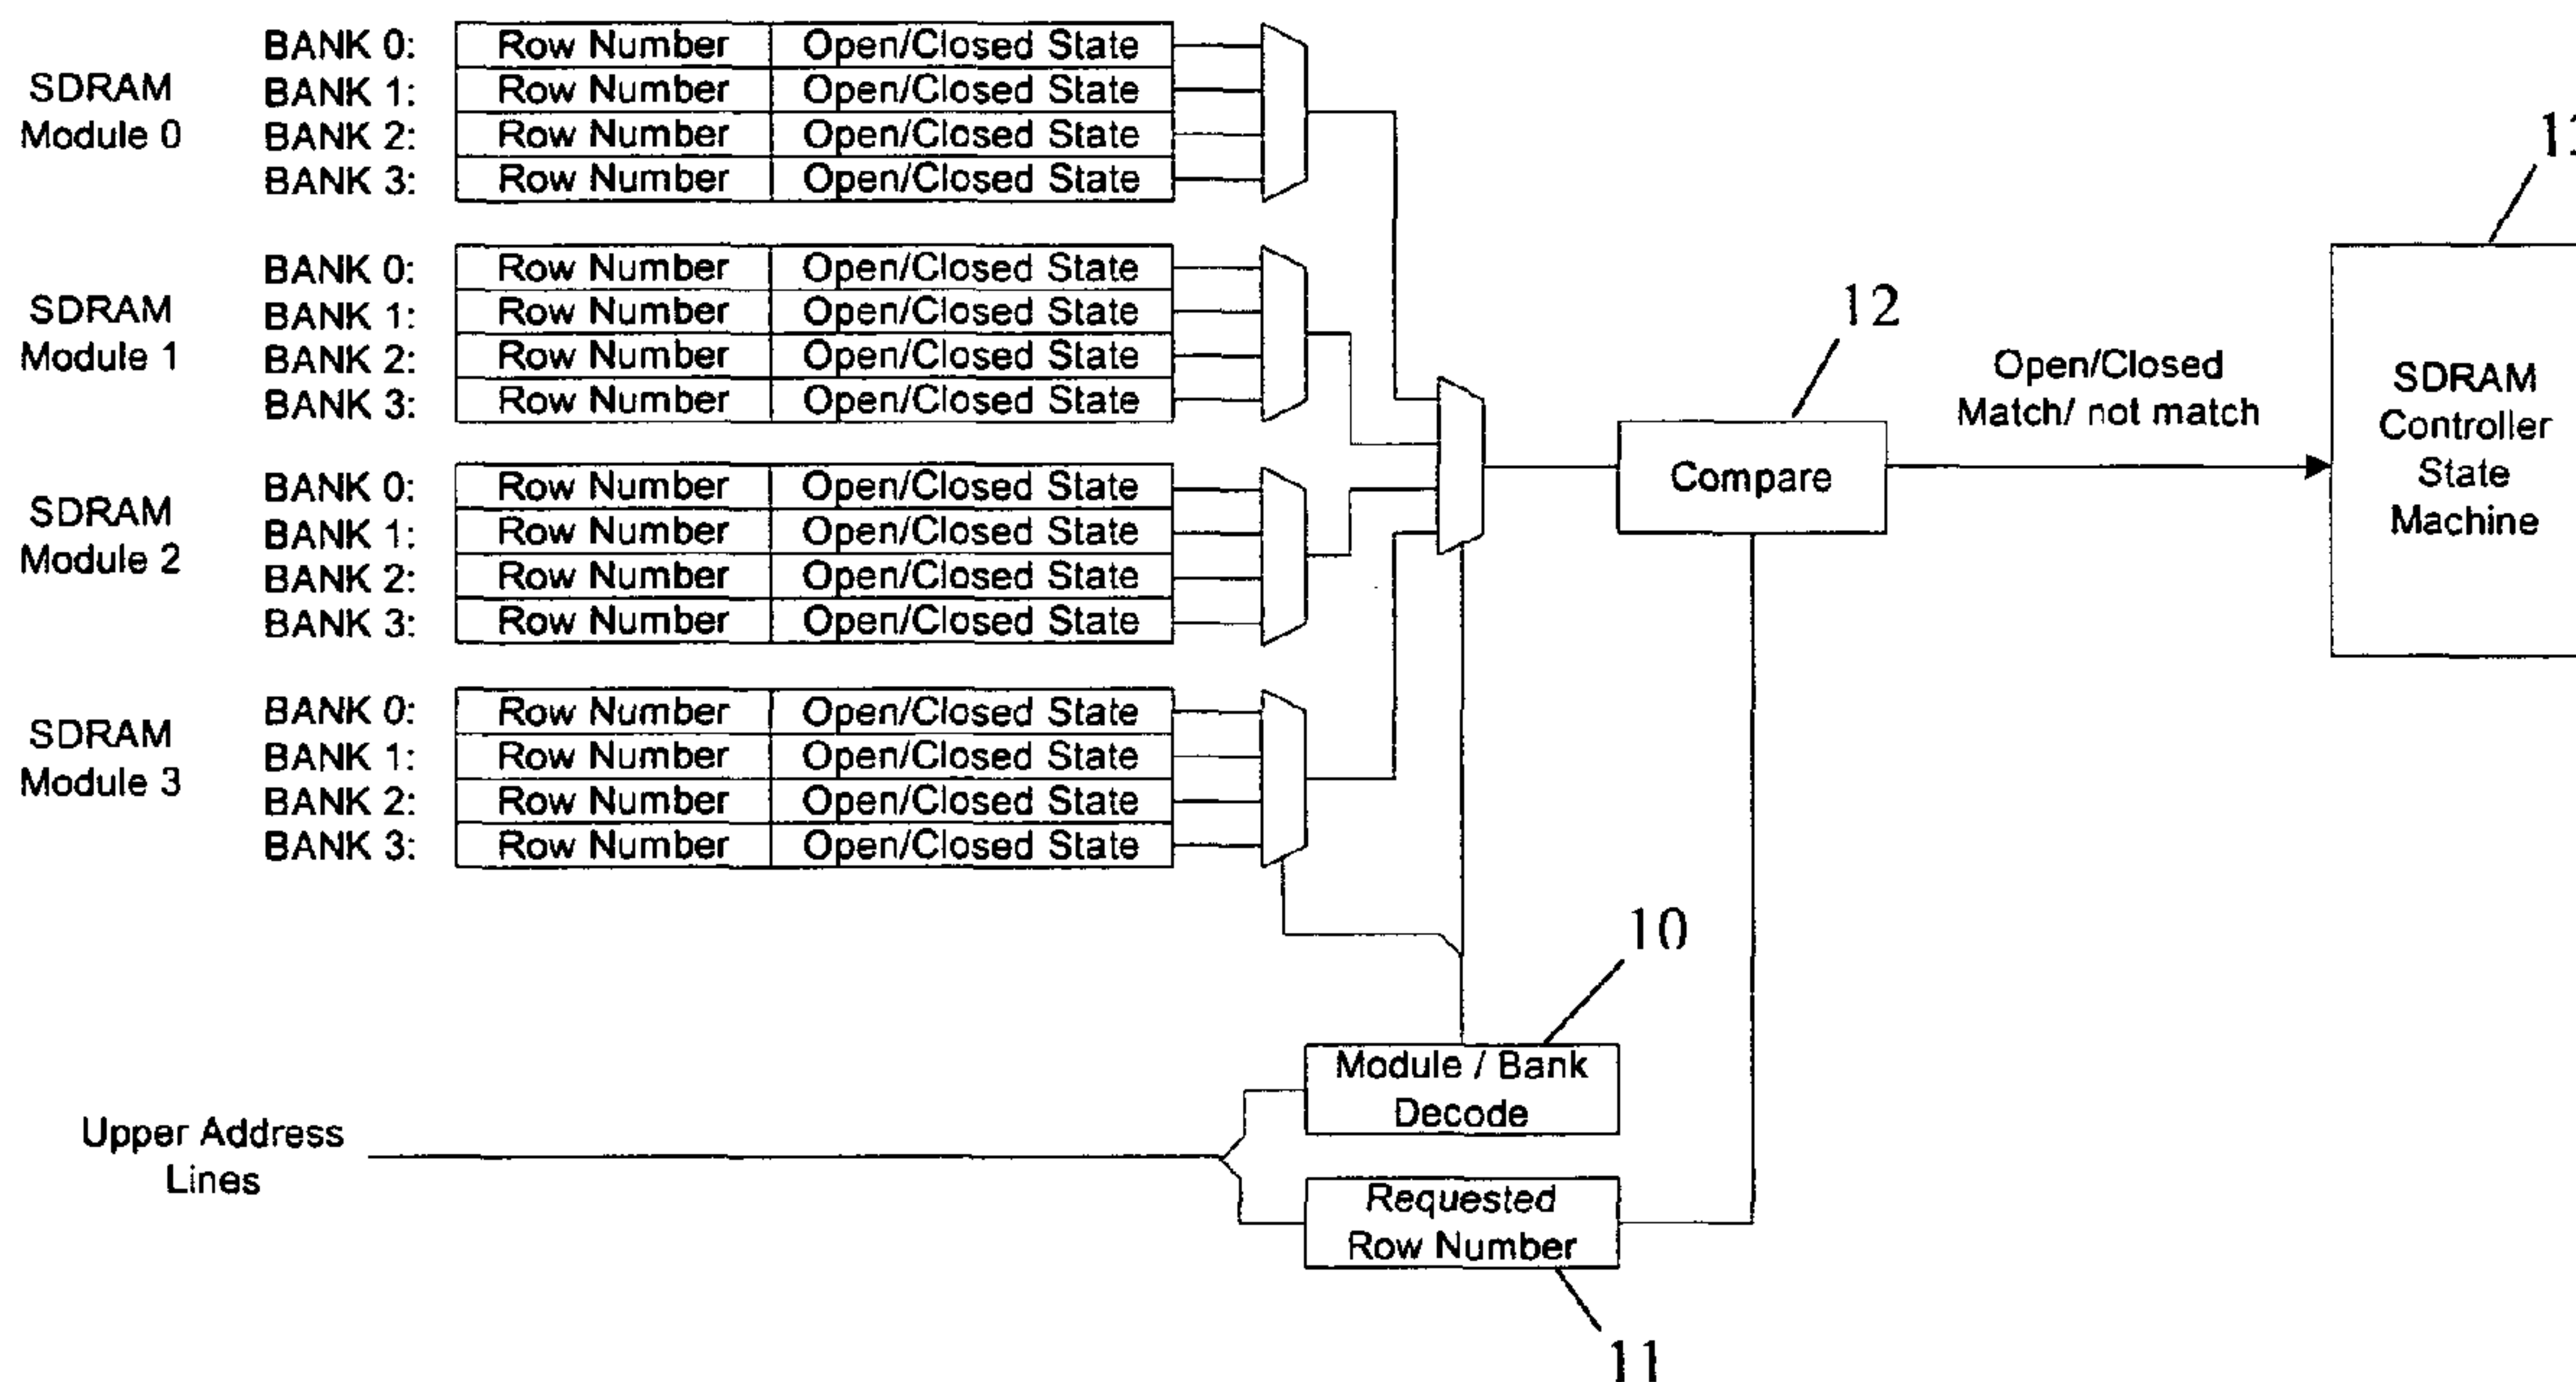 SDRAM
Module 0
BANK 0: Row Number Open/Closed State
BANK 1: Row Number Open/Closed State
BANK 2: Row Number Open/Closed State
BANK 3: Row Number Open/Closed State
SDRAM
Module 1
BANK 0: Row Number Open/Closed State
BANK 1: Row Number Open/Closed State
BANK 2: Row Number Open/Closed State
BANK 3: Row Number Open/Closed State
SDRAM
Module 2
BANK 0: Row Number Open/Closed State
BANK 1: Row Number Open/Closed State
BANK 2: Row Number Open/Closed State
BANK 3: Row Number Open/Closed State
SDRAM
Module 3
BANK 0: Row Number Open/Closed State
BANK 1: Row Number Open/Closed State
BANK 2: Row Number Open/Closed State
BANK 3: Row Number Open/Closed State
12
Compare
Open/Closed
Match/ not match
SDRAM
Controller
State
Machine
10
Module / Bank
Decode
Upper Address
Lines
Requested
Row Number
11